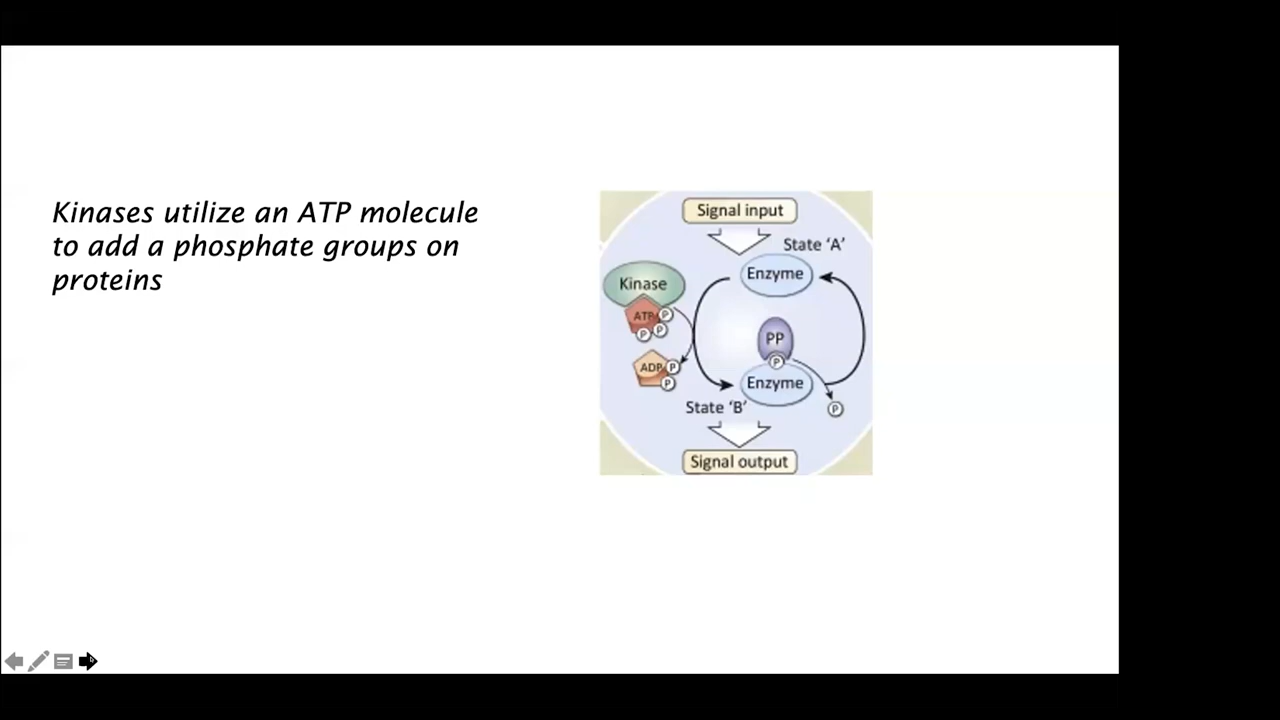 Kinases utilize an ATP molecule
to add a phosphate groups on
proteins
Signal input
State ‘A’
Enzyme
Kinase
ATP
P
P
P
PP
P
ADP
P
P
Enzyme
State ‘B’
P
Signal output